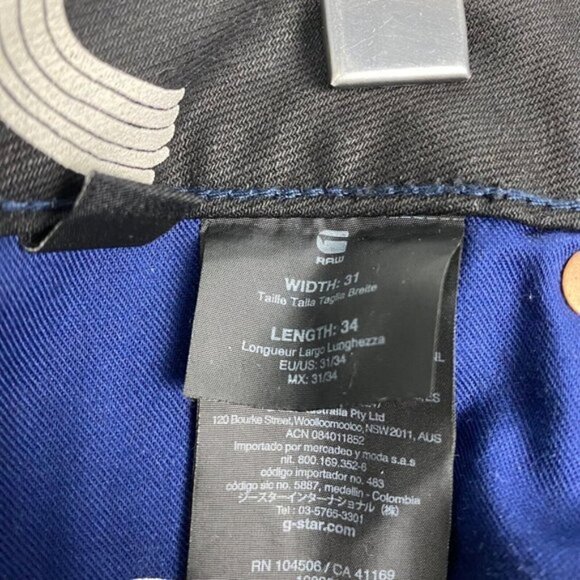 RAW
WIDTH: 31
Taille Talla Taglia Breite
LENGTH: 34
Longueur Largo Lunghezza
EU/US: 31/34
MX: 31/34
Australia Pty Ltd
120 Bourke Street, Woolloomooloo, NSW2011, AUS
ACN 084011852
Importado por mercadeo y moda s.a.s
nit. 800.169.352-6
código importador no. 483
código sic no. 5887, medellin - Colombia
ジースターインターナショナル (株)
Tel : 03-5765-3301
g-star.com
RN 104506 / CA 41169